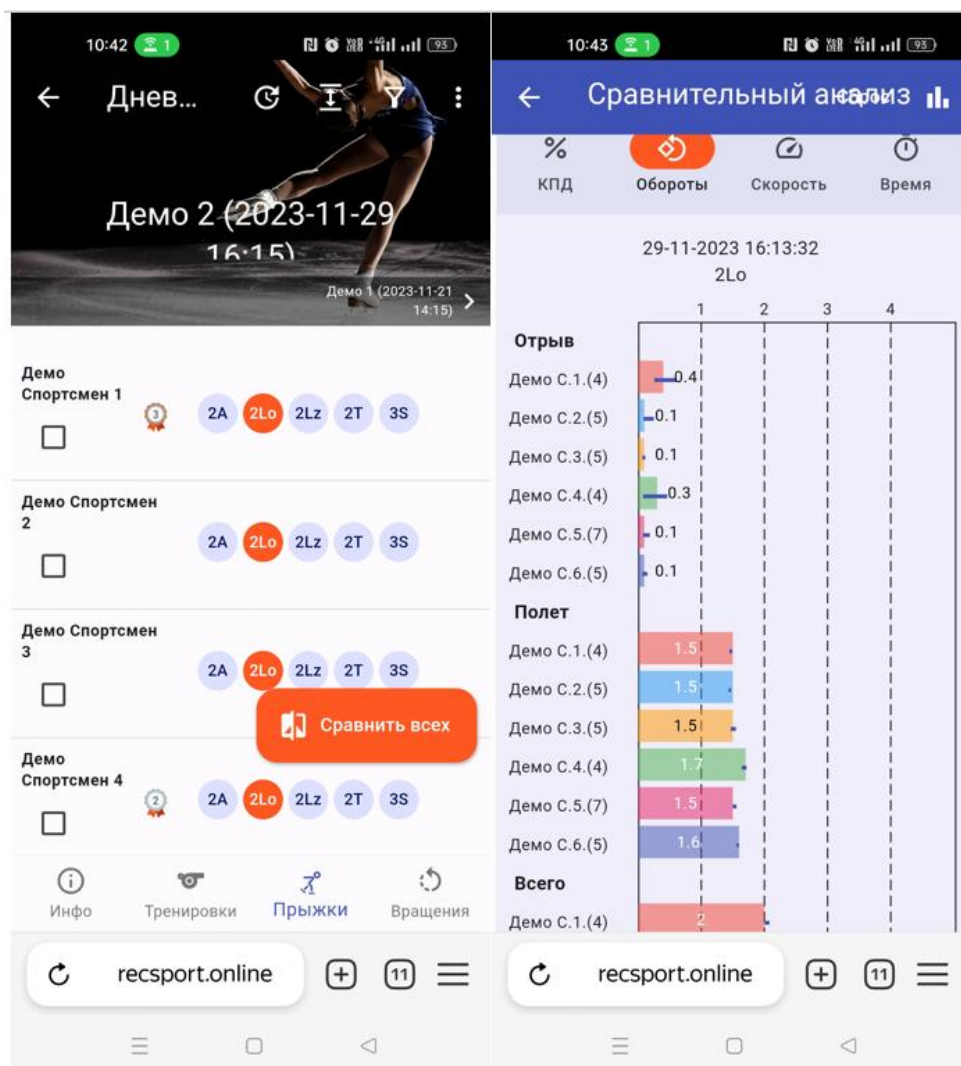 10:42 1 93
Днев...
Демо 2 (2023-11-29
16:15)
Демо 1 (2023-11-21
14:15)
Демо
Спортсмен 1
3 2A 2Lo 2Lz 2T 3S
Демо Спортсмен
2
2A 2Lo 2Lz 2T 3S
Демо Спортсмен
3
2A 2Lo 2Lz 2T 3S
Сравнить всех
Демо
Спортсмен 4
2 2A 2Lo 2Lz 2T 3S
Инфо Тренировки Прыжки Вращения
recsport.online 11
10:43 1 93
Сравнительный анализ
КПД Обороты Скорость Время
29-11-2023 16:13:32
2Lo
1 2 3 4
Отрыв
Демо С.1.(4) 0.4
Демо С.2.(5) 0.1
Демо С.3.(5) 0.1
Демо С.4.(4) 0.3
Демо С.5.(7) 0.1
Демо С.6.(5) 0.1
Полет
Демо С.1.(4) 1.5
Демо С.2.(5) 1.5
Демо С.3.(5) 1.5
Демо С.4.(4) 1.7
Демо С.5.(7) 1.5
Демо С.6.(5) 1.6
Всего
Демо С.1.(4) 2
recsport.online 11